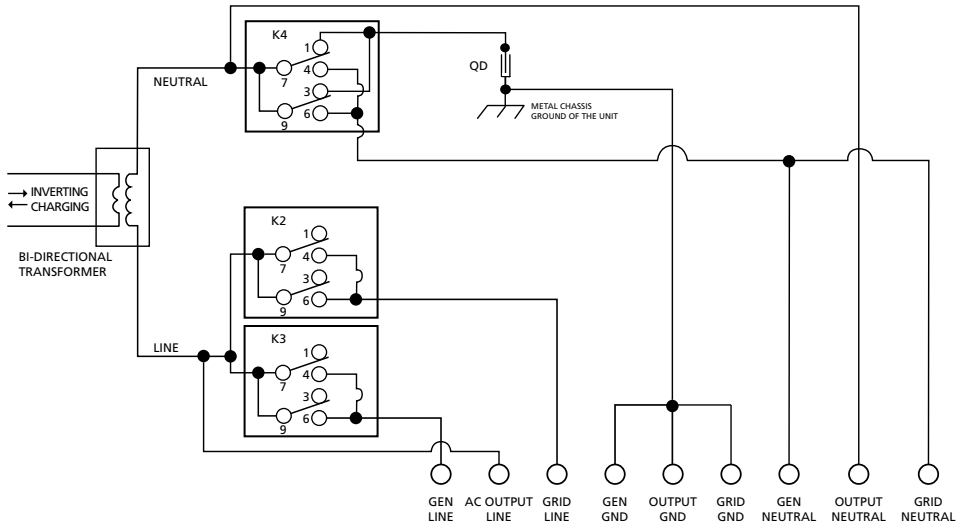 K4
1
4
7
3
6
9
NEUTRAL
QD
METAL CHASSIS
GROUND OF THE UNIT
INVERTING
CHARGING
BI-DIRECTIONAL
TRANSFORMER
K2
1
4
7
3
6
9
LINE
K3
1
4
7
3
6
9
GEN
LINE
AC OUTPUT
LINE
GRID
LINE
GEN
GND
OUTPUT
GND
GRID
GND
GEN
NEUTRAL
OUTPUT
NEUTRAL
GRID
NEUTRAL